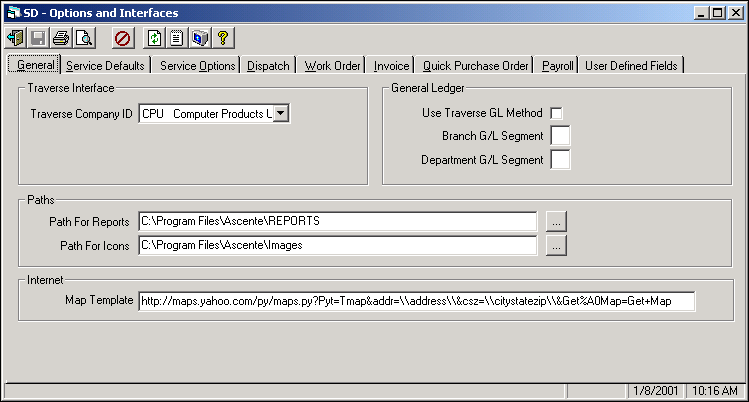 SD - Options and Interfaces
General Service Defaults Service Options Dispatch Work Order Invoice Quick Purchase Order Payroll User Defined Fields
Traverse Interface
Traverse Company ID CPU Computer Products U
General Ledger
Use Traverse GL Method
Branch G/L Segment
Department G/L Segment
Paths
Path For Reports C:\Program Files\Ascente\REPORTS ...
Path For Icons C:\Program Files\Ascente\Images ...
Internet
Map Template http://maps.yahoo.com/py/maps.py?Pyt=Tmap&addr=\\address\\&csz=\\citystatezip\\&Get%A0Map=Get+Map
1/8/2001 10:16 AM